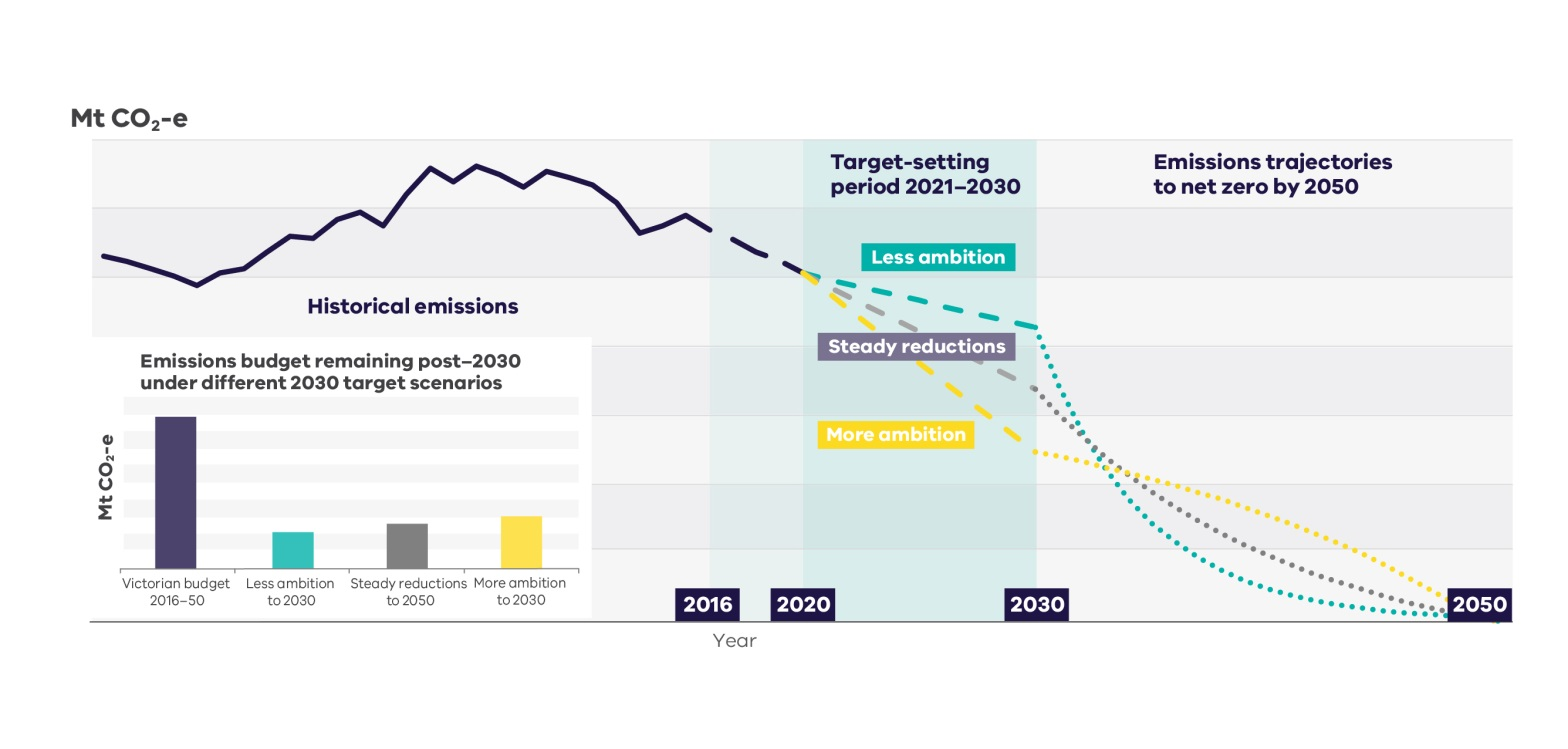 Mt CO₂-e
Target-setting
period 2021–2030
Emissions trajectories
to net zero by 2050
Less ambition
Historical emissions
Steady reductions
More ambition
Emissions budget remaining post–2030
under different 2030 target scenarios
Mt CO₂-e
Victorian budget
2016–50
Less ambition
to 2030
Steady reductions
to 2050
More ambition
to 2030
2016
2020
2030
2050
Year